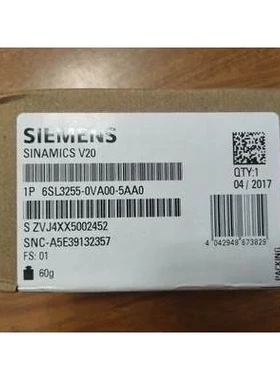 SIEMENS
SINAMICS V20
QTY:1
1P 6SL3255-0VA00-5AA0
04 / 2017
S ZVJ4XX5002452
SNC-A5E39132357
FS: 01
60g
4 042948 673829
PACKING